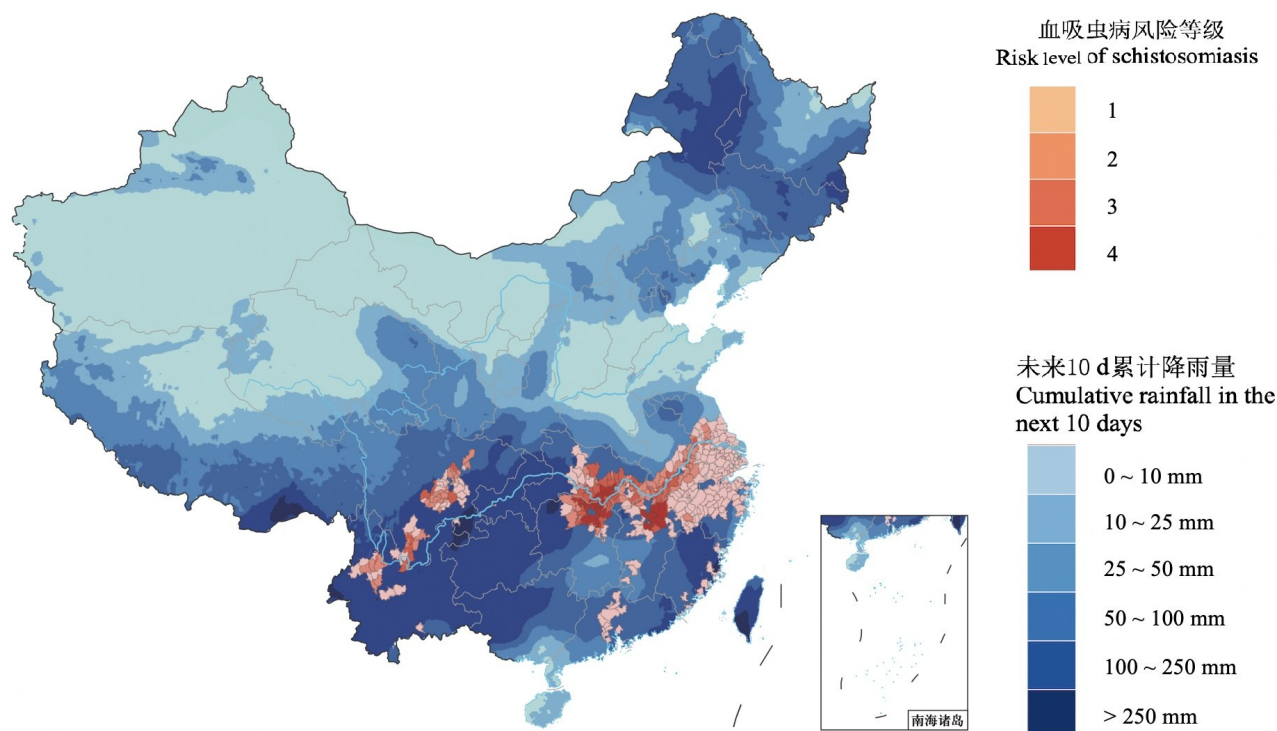 血吸虫病风险等级
Risk level of schistosomiasis
1
2
3
4
未来10 d累计降雨量
Cumulative rainfall in the
next 10 days
0 ~ 10 mm
10 ~ 25 mm
25 ~ 50 mm
50 ~ 100 mm
100 ~ 250 mm
> 250 mm
南海诸岛